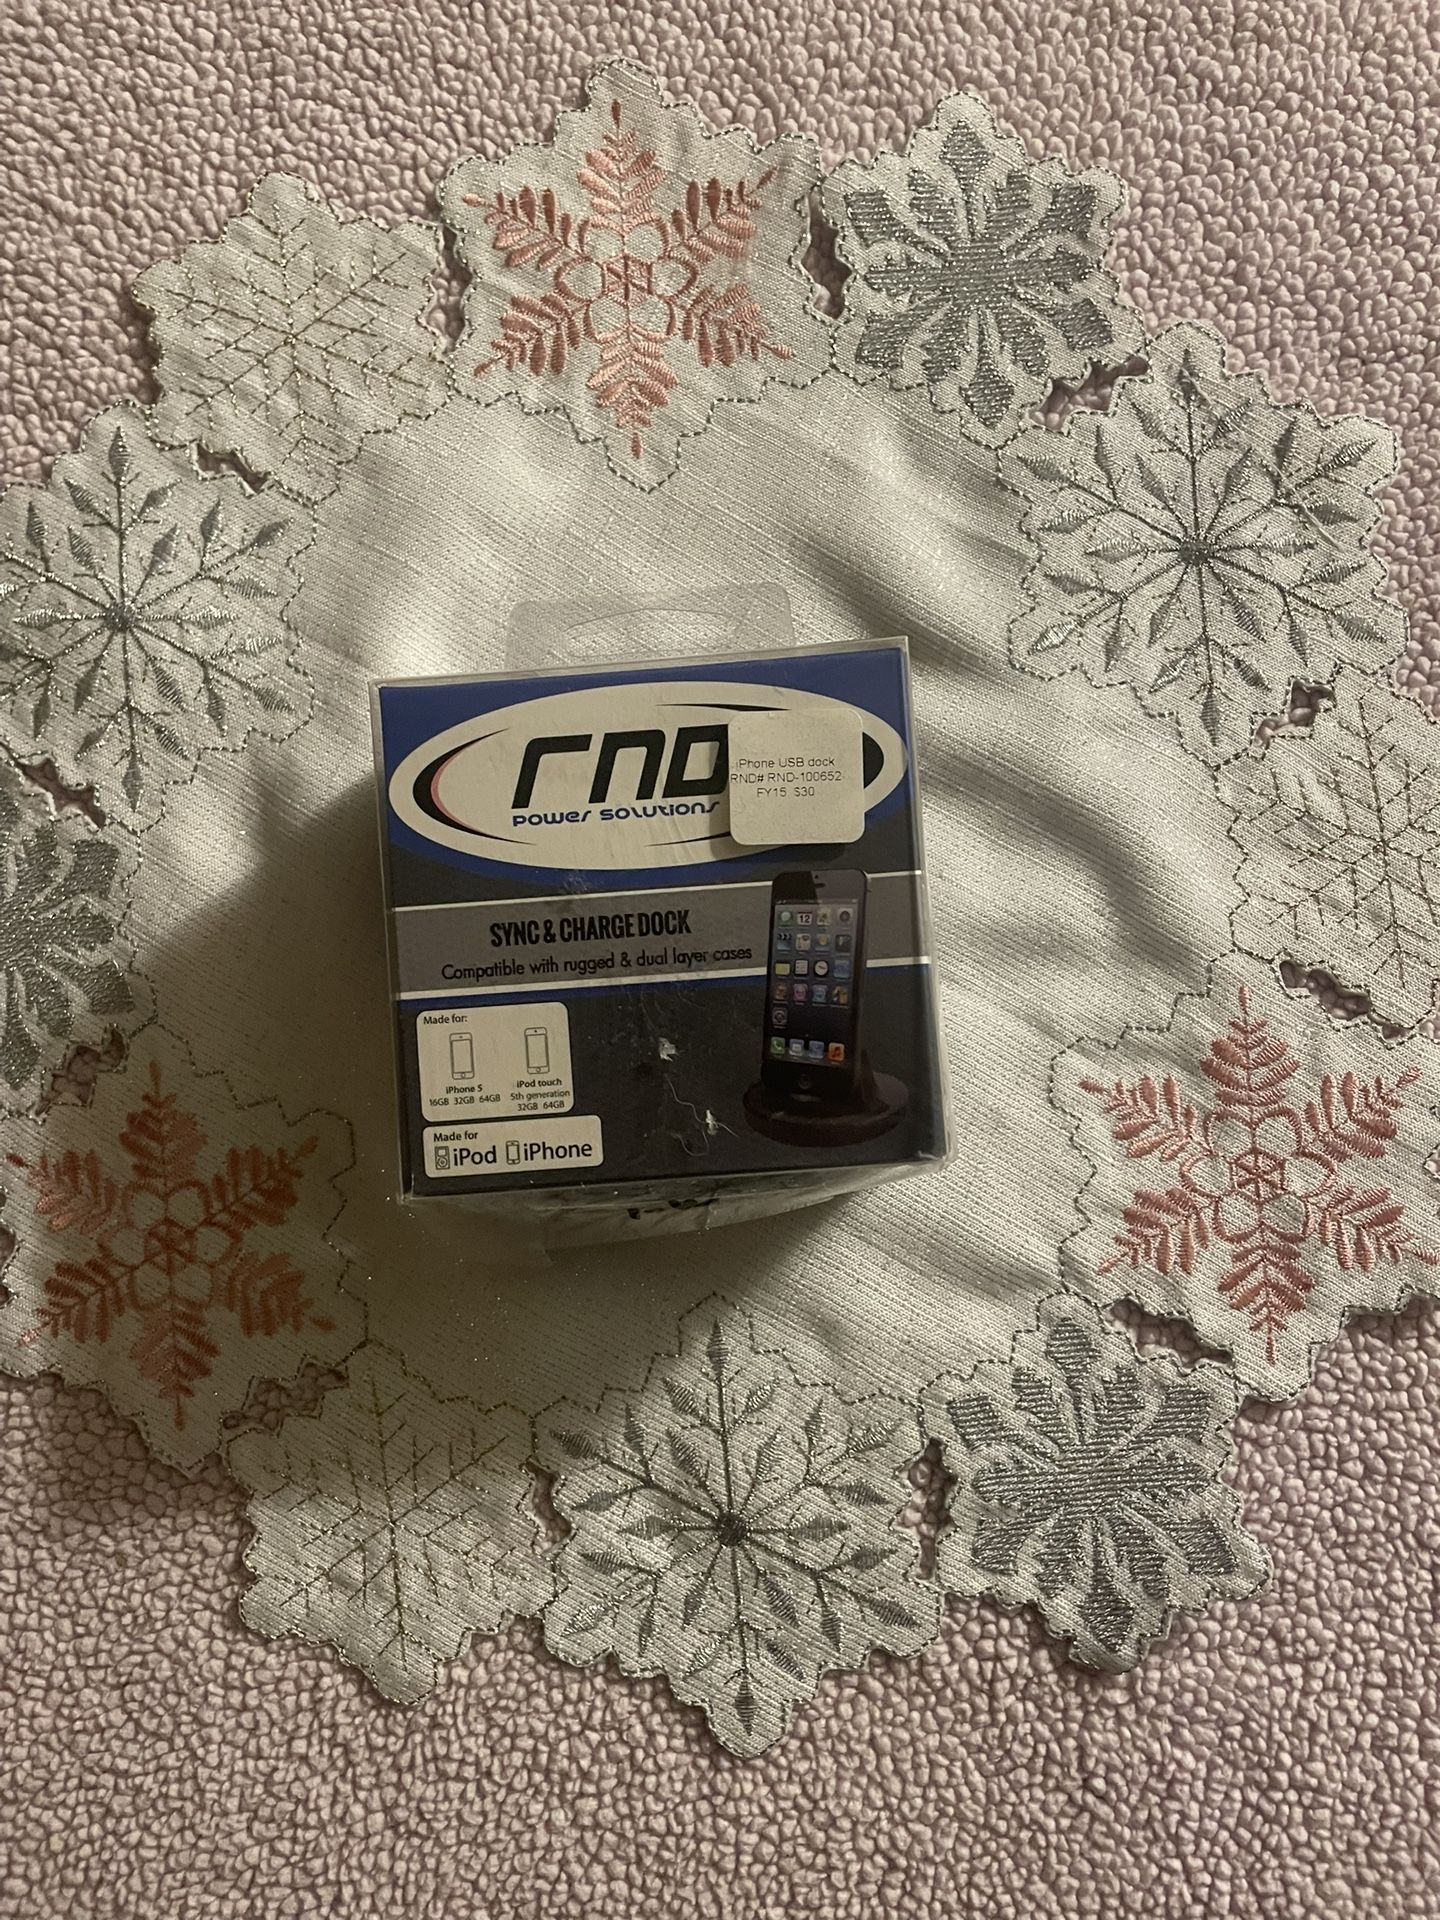 rnd
power solutions
iPhone USB dock
RND# RND-100652
FY15 $30
SYNC & CHARGE DOCK
Compatible with rugged & dual layer cases
Made for:
iPhone 5
16GB 32GB 64GB
iPod touch
5th generation
32GB 64GB
Made for
iPod iPhone
12